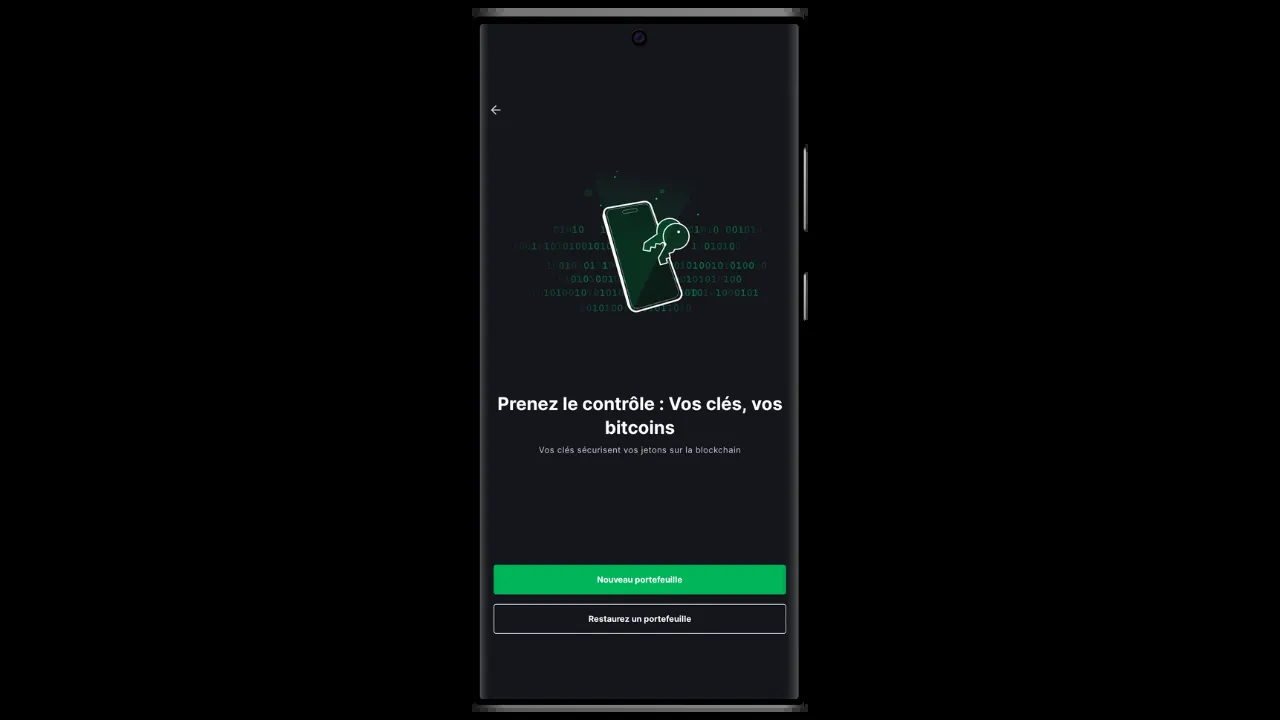 Prenez le contrôle : Vos clés, vos
bitcoins
Vos clés sécurisent vos jetons sur la blockchain
Nouveau portefeuille
Restaurez un portefeuille